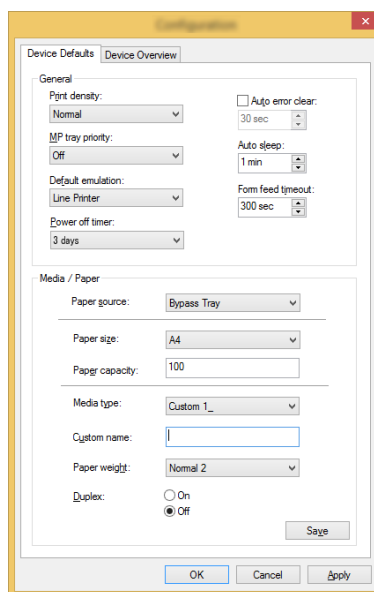 Configuration
Device Defaults Device Overview
General
Print density:
Normal
MP tray priority:
Off
Default emulation:
Line Printer
Power off timer:
3 days
Auto error clear:
30 sec
Auto sleep:
1 min
Form feed timeout:
300 sec
Media / Paper
Paper source: Bypass Tray
Paper size: A4
Paper capacity: 100
Media type: Custom 1_
Custom name:
Paper weight: Normal 2
Duplex: On
Off
Save
OK Cancel Apply